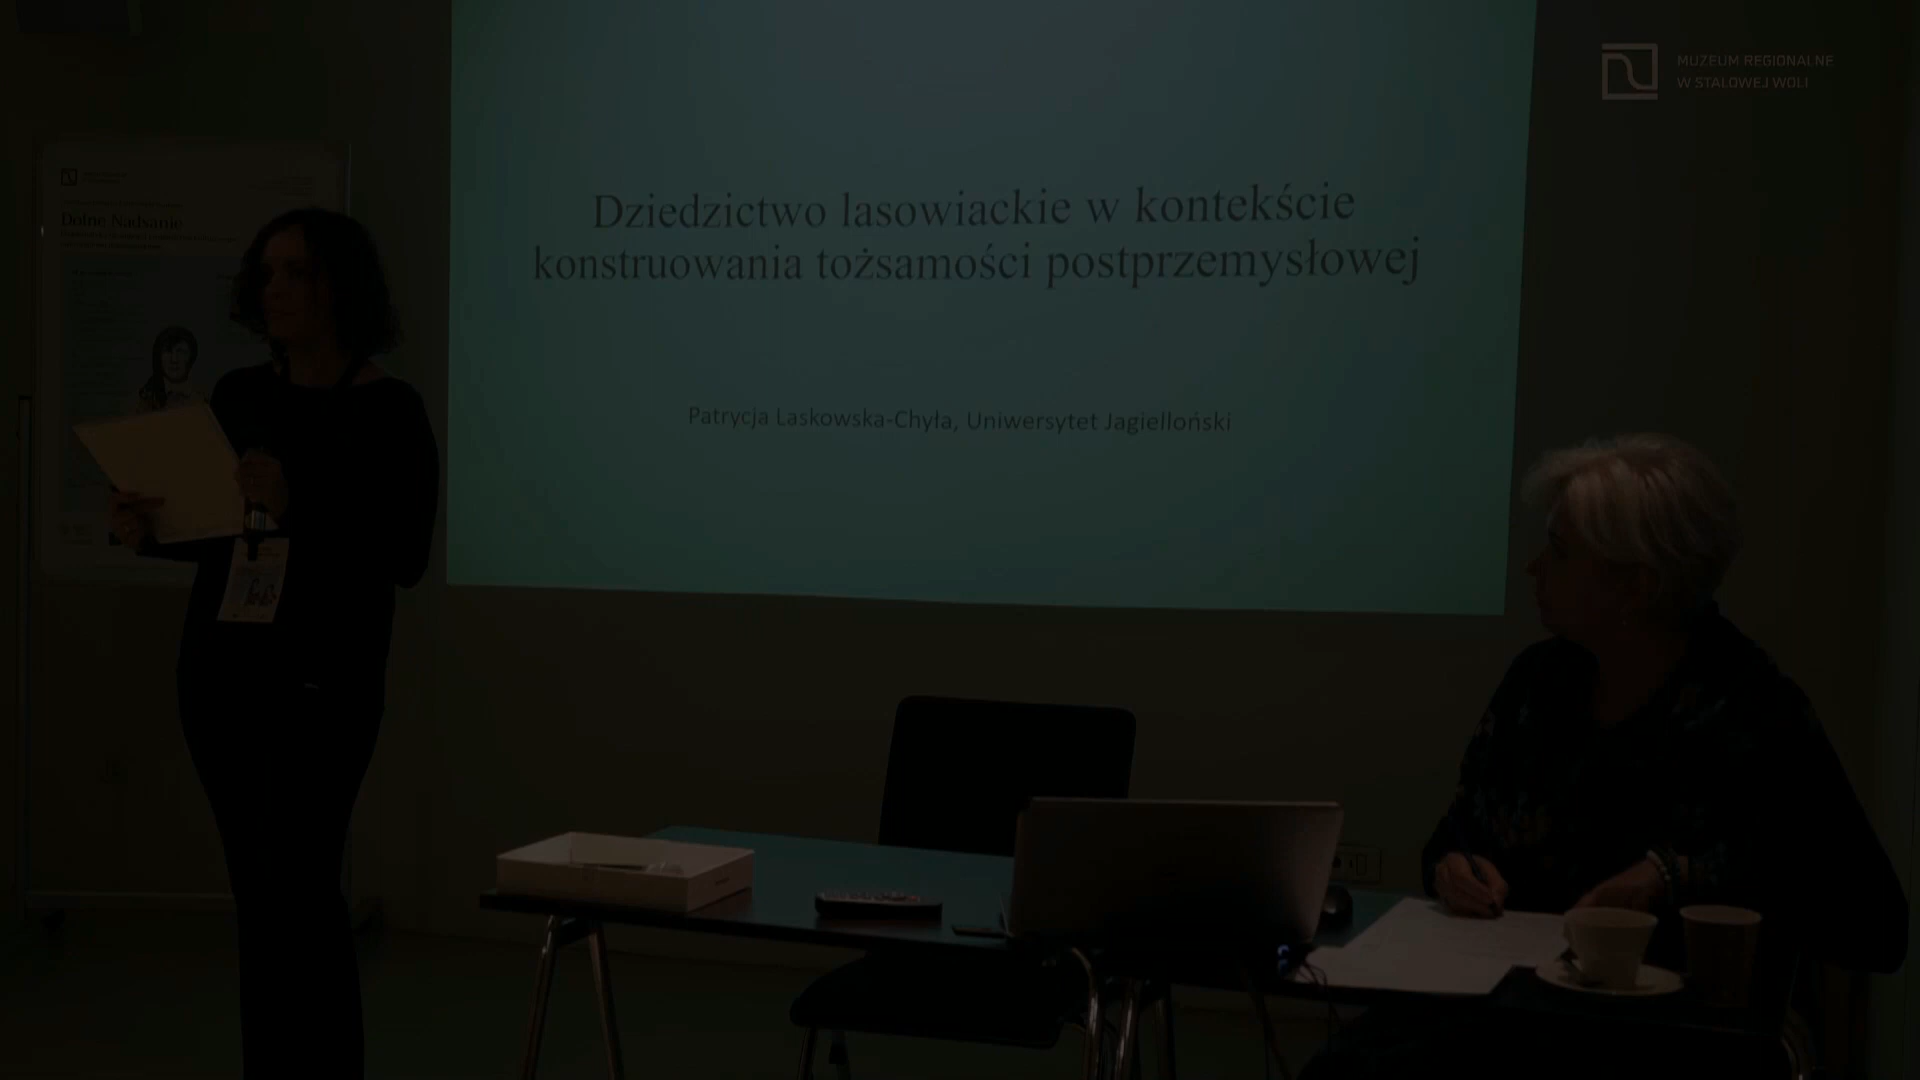 MUZEUM REGIONALNE
W STALOWEJ WOLI
Dolne Nadsanie
Dziedzictwo lasowiackie w kontekście
konstruowania tożsamości postprzemysłowej
Patrycja Laskowska-Chyła, Uniwersytet Jagielloński